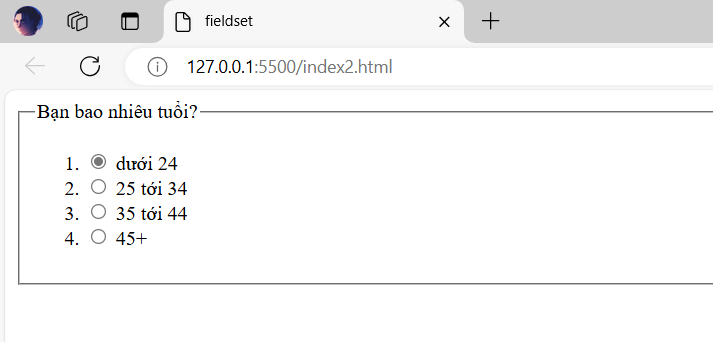 fieldset
127.0.0.1:5500/index2.html
Bạn bao nhiêu tuổi?
1. dưới 24
2. 25 tới 34
3. 35 tới 44
4. 45+